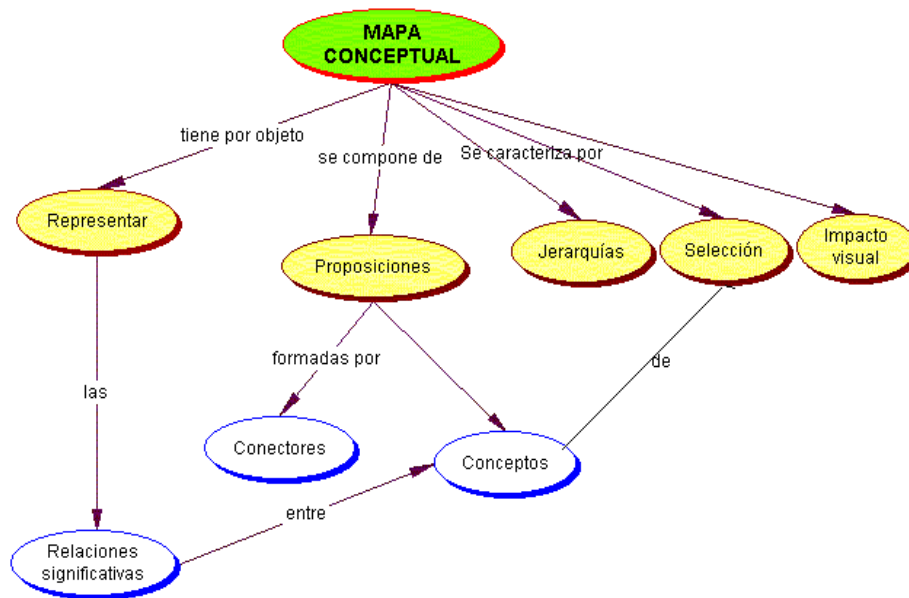 MAPA
CONCEPTUAL
tiene por objeto
se compone de
Se caracteriza por
Representar
Proposiciones
Jerarquías
Selección
Impacto
visual
formadas por
de
las
Conectores
Conceptos
entre
Relaciones
significativas